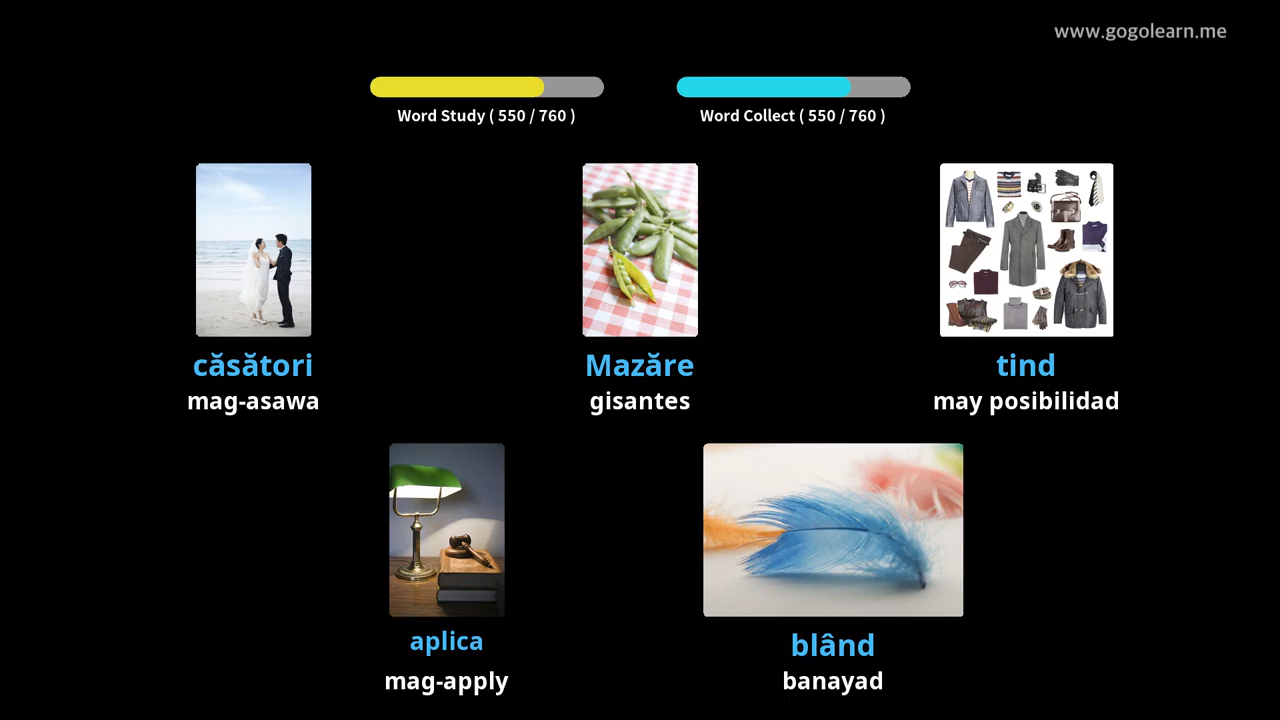 www.gogolearn.me
Word Study ( 550 / 760 )
Word Collect ( 550 / 760 )
căsători
mag-asawa
Mazăre
gisantes
tind
may posibilidad
aplica
mag-apply
blând
banayad